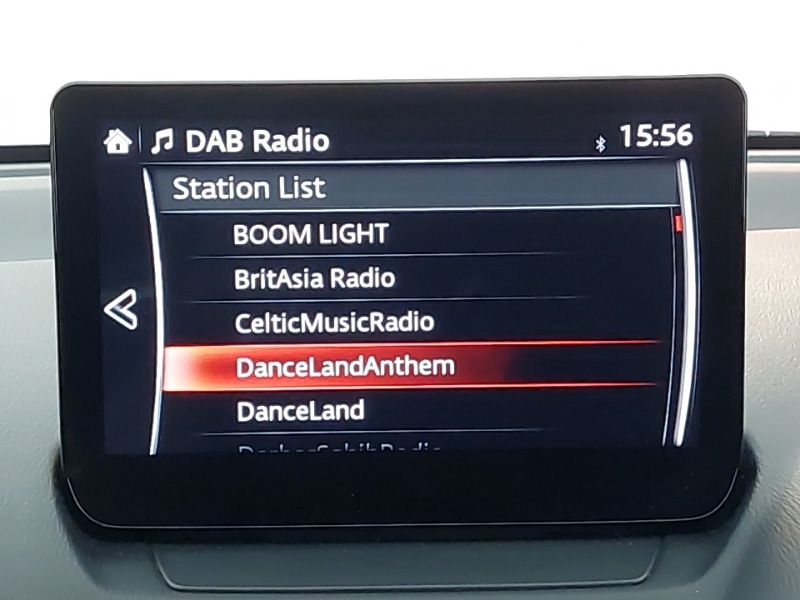 DAB Radio 15:56
Station List
BOOM LIGHT
BritAsia Radio
CelticMusicRadio
DanceLandAnthem
DanceLand